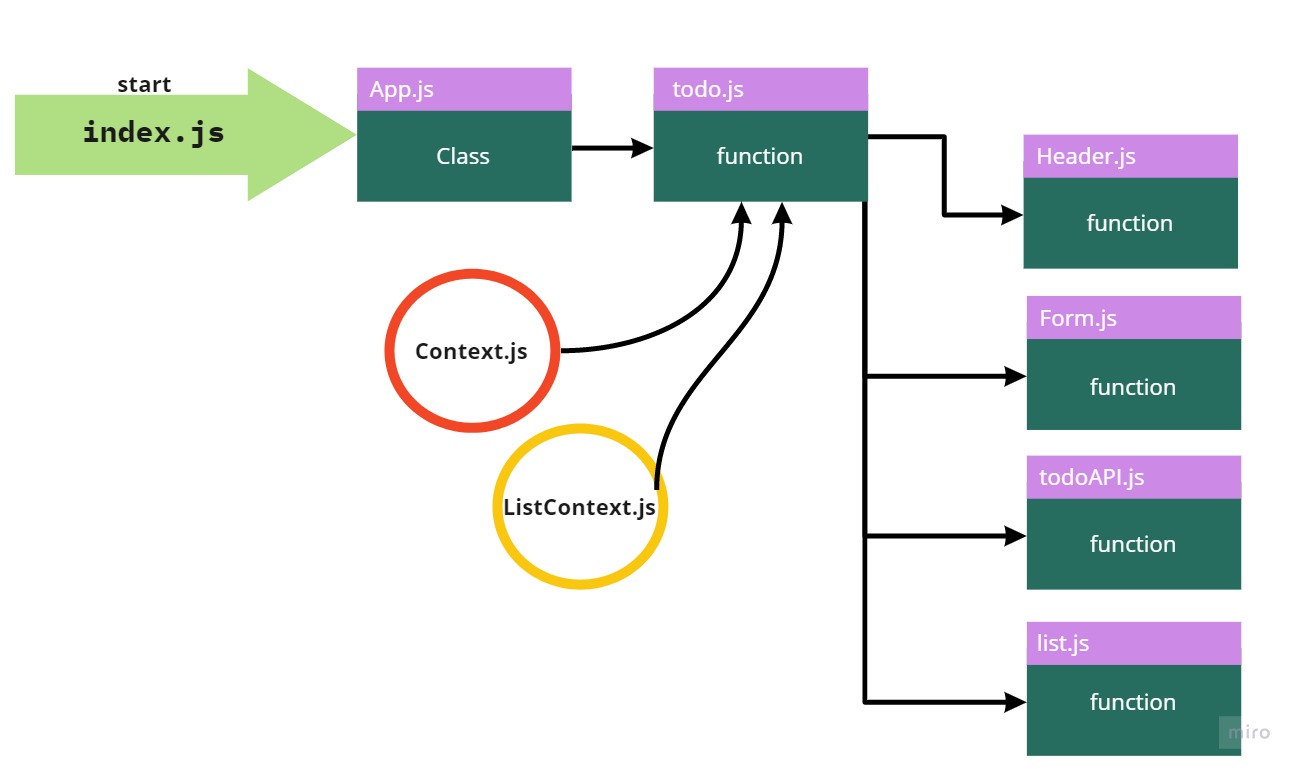 start
index.js
App.js
Class
todo.js
function
Header.js
function
Context.js
Form.js
function
ListContext.js
todoAPI.js
function
list.js
function
miro